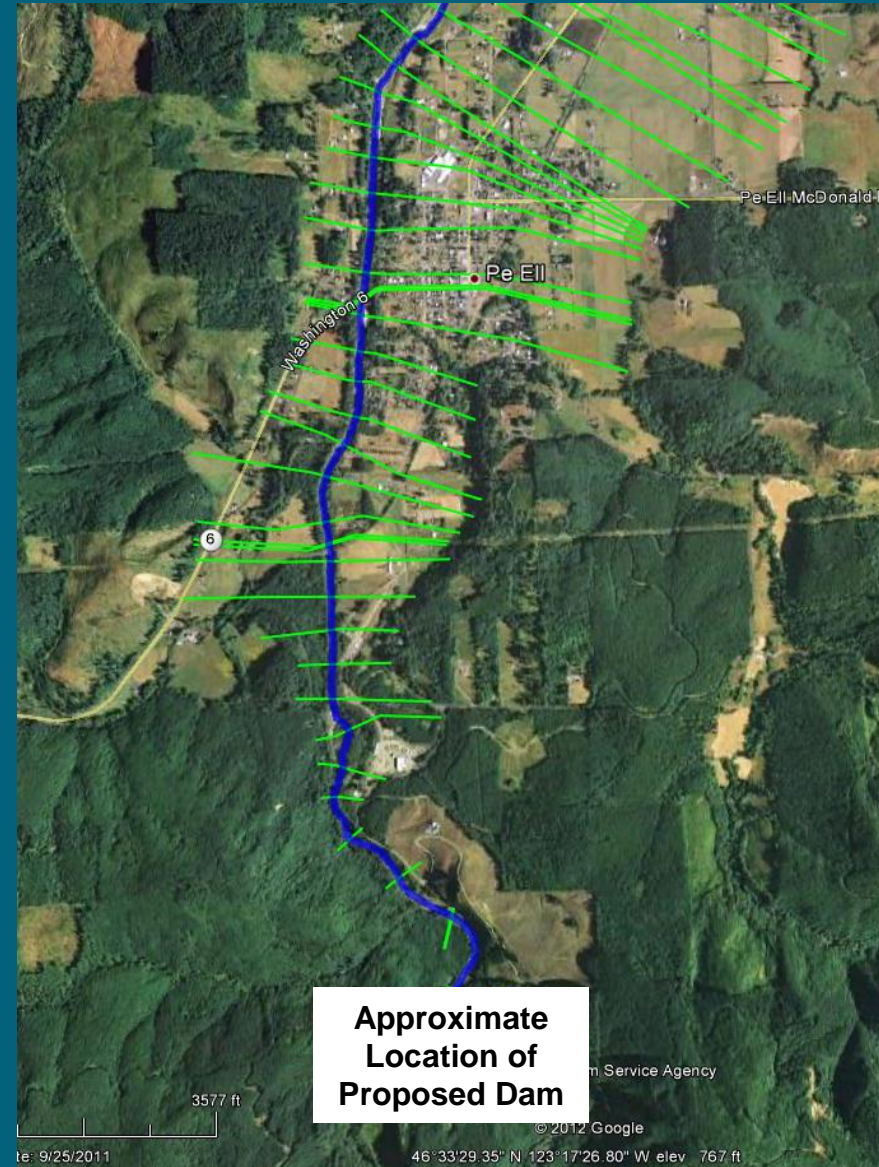 Pe Ell McDonald
Pe Ell
Washington 6
6
Approximate
Location of
Proposed Dam
Service Agency
3577 ft
© 2012 Google
9/25/2011
46°33'29.35" N 123°17'26.80" W elev 767 ft